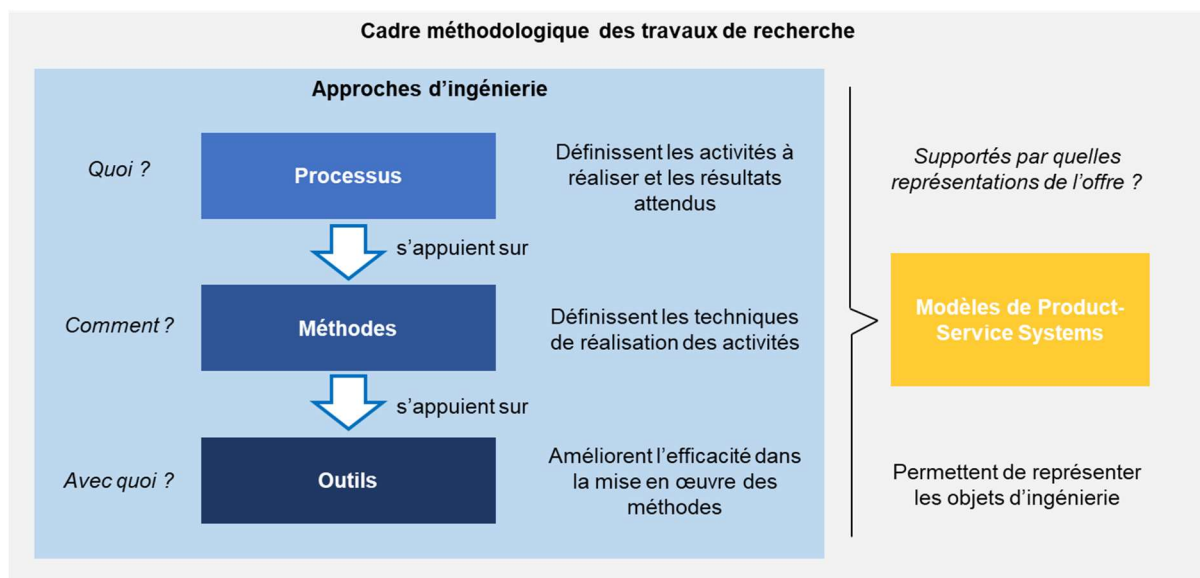 Cadre méthodologique des travaux de recherche
Approches d’ingénierie
Quoi ?
Processus
Définissent les activités à
réaliser et les résultats
attendus
s’appuient sur
Comment ?
Méthodes
Définissent les techniques
de réalisation des activités
s’appuient sur
Avec quoi ?
Outils
Améliorent l’efficacité dans
la mise en œuvre des
méthodes
Supportés par quelles
représentations de l’offre ?
Modèles de Product-
Service Systems
Permettent de représenter
les objets d’ingénierie